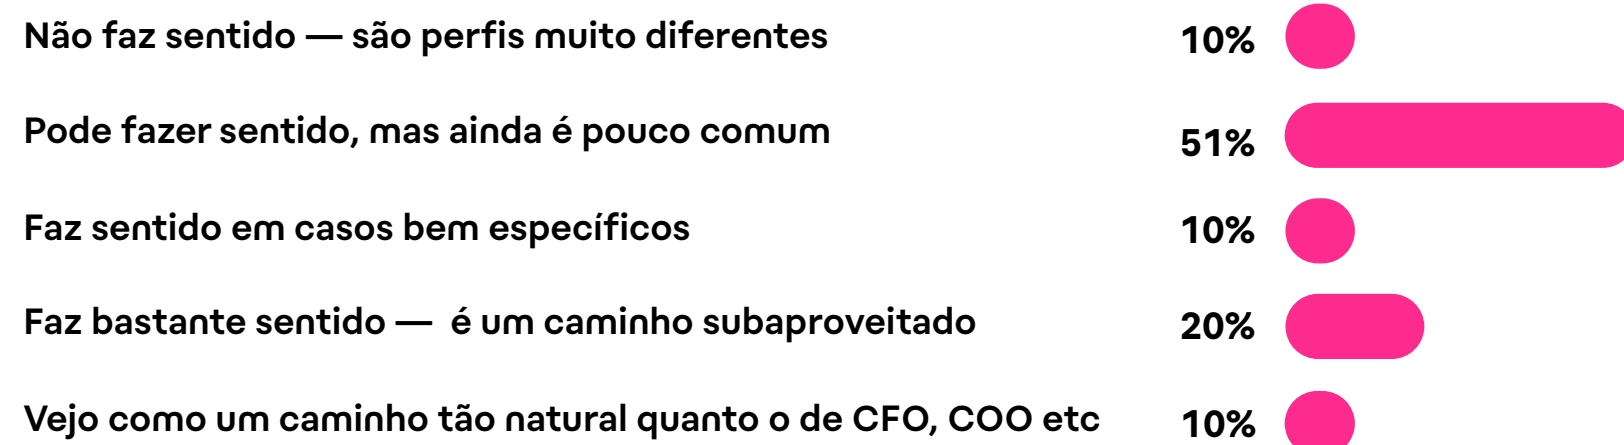 Não faz sentido — são perfis muito diferentes 10%
Pode fazer sentido, mas ainda é pouco comum 51%
Faz sentido em casos bem específicos 10%
Faz bastante sentido — é um caminho subaproveitado 20%
Vejo como um caminho tão natural quanto o de CFO, COO etc 10%